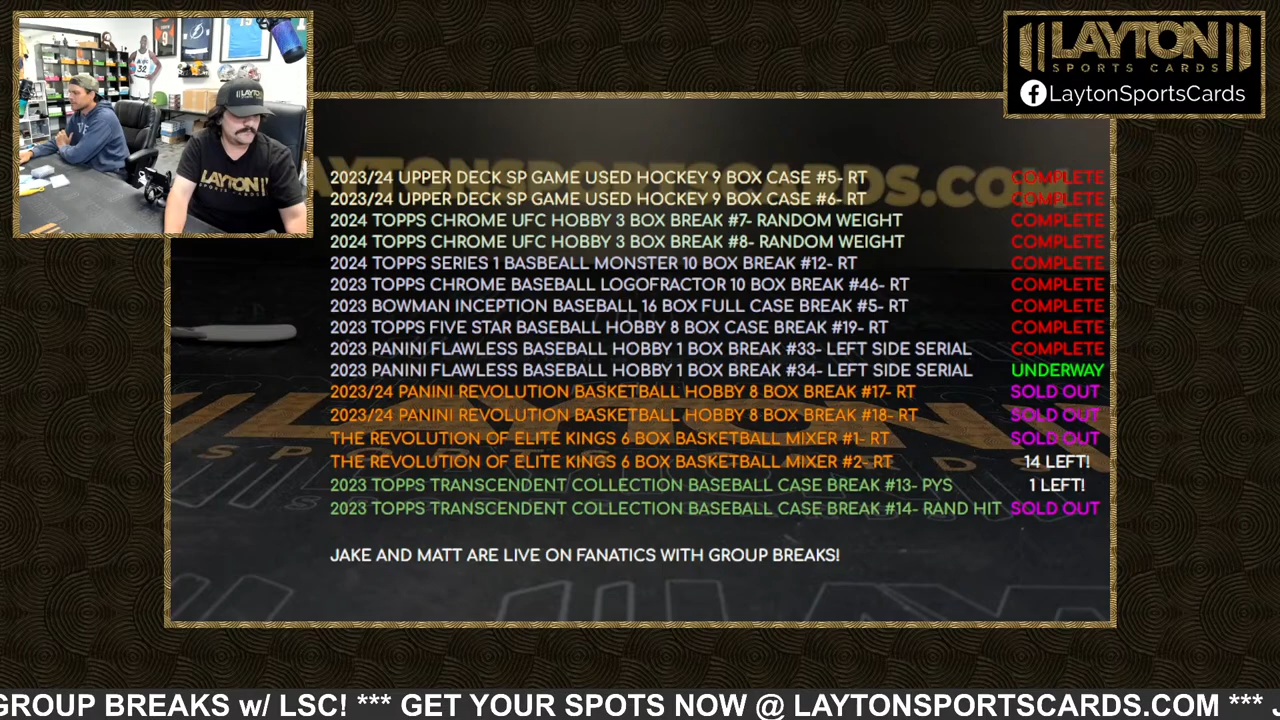 LAYTON
SPORTS CARDS
LaytonSportsCards
LAYTONSPORTSCARDS.COM
2023/24 UPPER DECK SP GAME USED HOCKEY 9 BOX CASE #5- RT COMPLETE
2023/24 UPPER DECK SP GAME USED HOCKEY 9 BOX CASE #6- RT COMPLETE
2024 TOPPS CHROME UFC HOBBY 3 BOX BREAK #7- RANDOM WEIGHT COMPLETE
2024 TOPPS CHROME UFC HOBBY 3 BOX BREAK #8- RANDOM WEIGHT COMPLETE
2024 TOPPS SERIES 1 BASBEALL MONSTER 10 BOX BREAK #12- RT COMPLETE
2023 TOPPS CHROME BASEBALL LOGOFRACTOR 10 BOX BREAK #46- RT COMPLETE
2023 BOWMAN INCEPTION BASEBALL 16 BOX FULL CASE BREAK #5- RT COMPLETE
2023 TOPPS FIVE STAR BASEBALL HOBBY 8 BOX CASE BREAK #19- RT COMPLETE
2023 PANINI FLAWLESS BASEBALL HOBBY 1 BOX BREAK #33- LEFT SIDE SERIAL COMPLETE
2023 PANINI FLAWLESS BASEBALL HOBBY 1 BOX BREAK #34- LEFT SIDE SERIAL UNDERWAY
2023/24 PANINI REVOLUTION BASKETBALL HOBBY 8 BOX BREAK #17- RT SOLD OUT
2023/24 PANINI REVOLUTION BASKETBALL HOBBY 8 BOX BREAK #18- RT SOLD OUT
THE REVOLUTION OF ELITE KINGS 6 BOX BASKETBALL MIXER #1- RT SOLD OUT
THE REVOLUTION OF ELITE KINGS 6 BOX BASKETBALL MIXER #2- RT 14 LEFT!
2023 TOPPS TRANSCENDENT COLLECTION BASEBALL CASE BREAK #13- PYS 1 LEFT!
2023 TOPPS TRANSCENDENT COLLECTION BASEBALL CASE BREAK #14- RAND HIT SOLD OUT
JAKE AND MATT ARE LIVE ON FANATICS WITH GROUP BREAKS!
GROUP BREAKS w/ LSC! *** GET YOUR SPOTS NOW @ LAYTONSPORTSCARDS.COM *** J